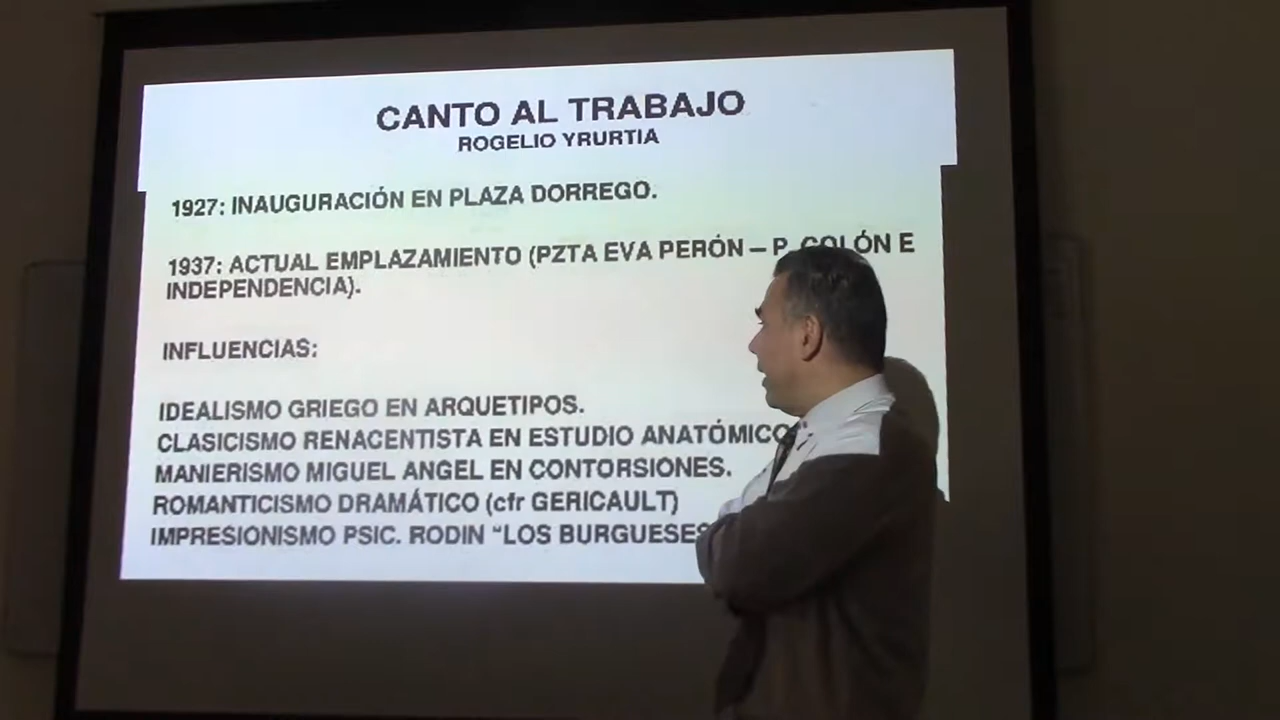 CANTO AL TRABAJO
ROGELIO YRURTIA
1927: INAUGURACIÓN EN PLAZA DORREGO.
1937: ACTUAL EMPLAZAMIENTO (PZTA EVA PERÓN – P. COLÓN E
INDEPENDENCIA).
INFLUENCIAS:
IDEALISMO GRIEGO EN ARQUETIPOS.
CLASICISMO RENACENTISTA EN ESTUDIO ANATÓMICO
MANIERISMO MIGUEL ANGEL EN CONTORSIONES.
ROMANTICISMO DRAMÁTICO (cfr GERICAULT)
IMPRESIONISMO PSIC. RODIN “LOS BURGUESES